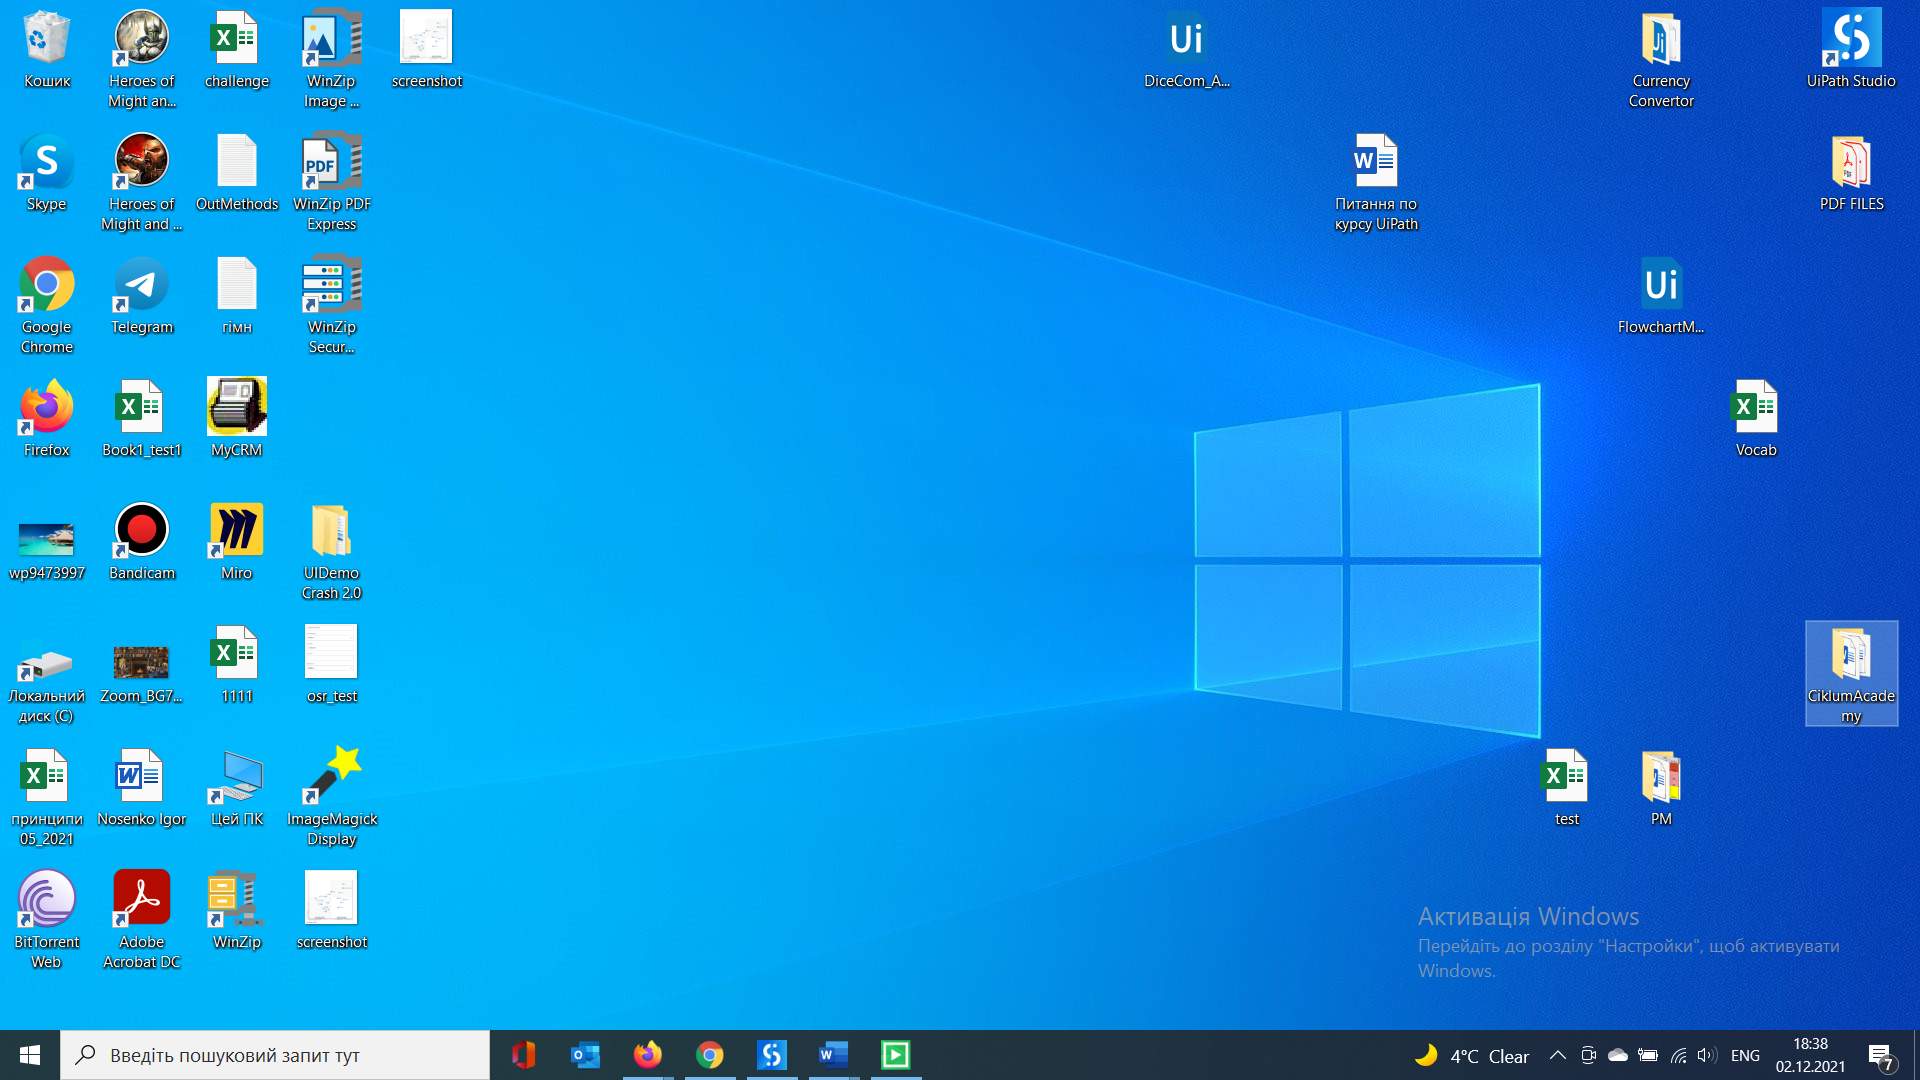 Кошик
Heroes of
Might an...
challenge
WinZip
Image ...
screenshot
DiceCom_A...
Currency
Convertor
UiPath Studio
Skype
Heroes of
Might and ...
OutMethods
PDF
WinZip PDF
Express
Питання по
курсу UiPath
PDF FILES
Google
Chrome
Telegram
гімн
WinZip
Secur...
FlowchartM...
Firefox
Book1_test1
MyCRM
Vocab
wp9473997
Bandicam
Miro
UIDemo
Crash 2.0
Локальний
диск (C)
Zoom_BG7...
1111
osr_test
CiklumAcade
my
принципи
05_2021
Nosenko Igor
Цей ПК
ImageMagick
Display
test
PM
BitTorrent
Web
Adobe
Acrobat DC
WinZip
screenshot
Активація Windows
Перейдіть до розділу "Настройки", щоб активувати
Windows.
Введіть пошуковий запит тут
4°C Clear
ENG
18:38
02.12.2021
7